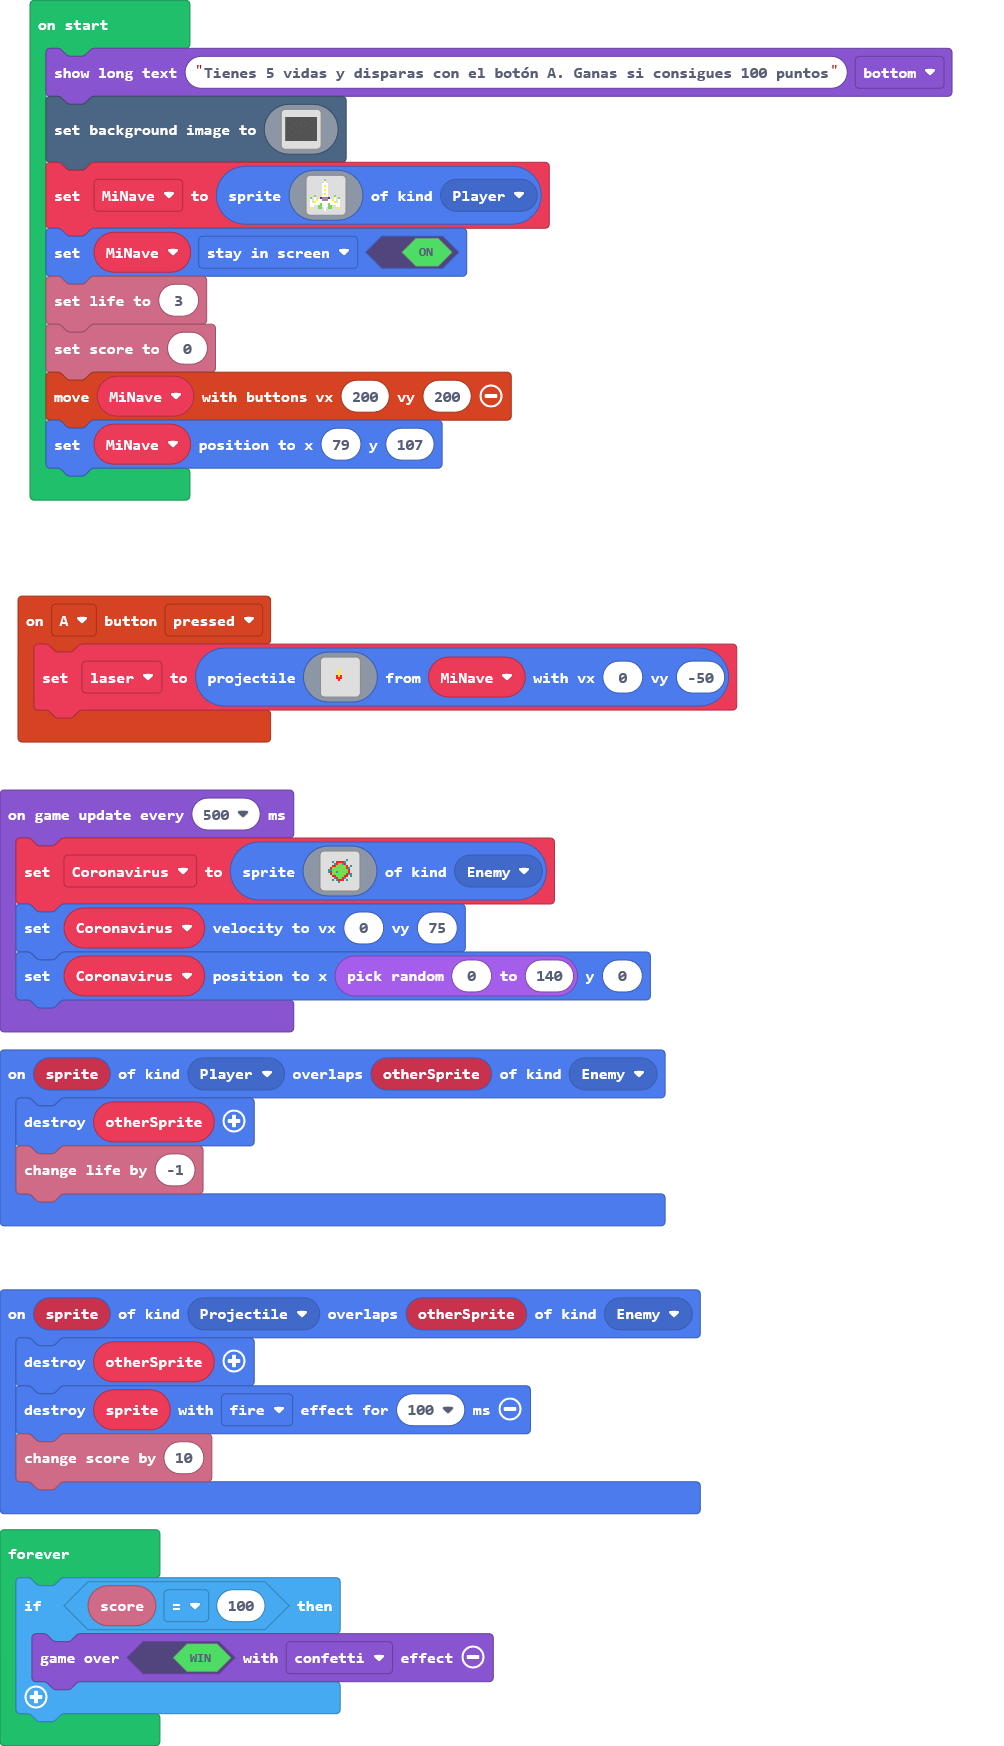 on start
show long text "Tienes 5 vidas y disparas con el botón A. Ganas si consigues 100 puntos" bottom
set background image to
set MiNave to sprite of kind Player
set MiNave stay in screen ON
set life to 3
set score to 0
move MiNave with buttons vx 200 vy 200
set MiNave position to x 79 y 107
on A button pressed
set laser to projectile from MiNave with vx 0 vy -50
on game update every 500 ms
set Coronavirus to sprite of kind Enemy
set Coronavirus velocity to vx 0 vy 75
set Coronavirus position to x pick random 0 to 140 y 0
on sprite of kind Player overlaps otherSprite of kind Enemy
destroy otherSprite
change life by -1
on sprite of kind Projectile overlaps otherSprite of kind Enemy
destroy otherSprite
destroy sprite with fire effect for 100 ms
change score by 10
forever
if score = 100 then
game over WIN with confetti effect